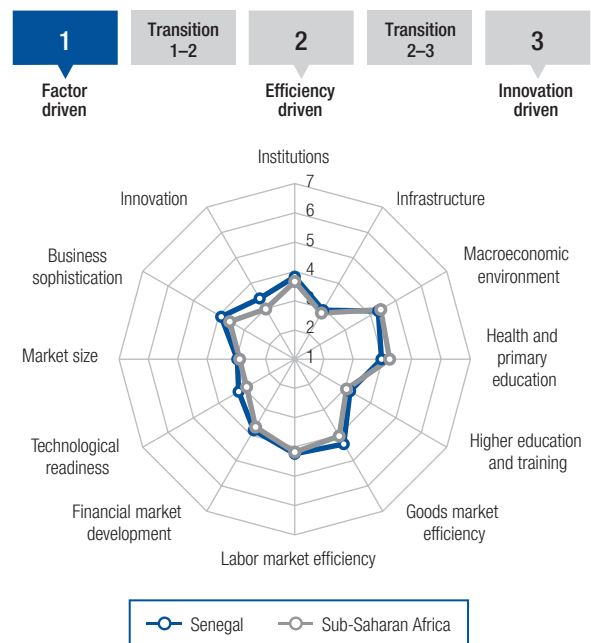 1
Transition
1–2
2
Transition
2–3
3
Factor
driven
Efficiency
driven
Innovation
driven
Institutions
Innovation
Infrastructure
Business
sophistication
Macroeconomic
environment
Market size
Health and
primary
education
Technological
readiness
Higher education
and training
Financial market
development
Goods market
efficiency
Labor market efficiency
7
6
5
4
3
2
1
Senegal
Sub-Saharan Africa